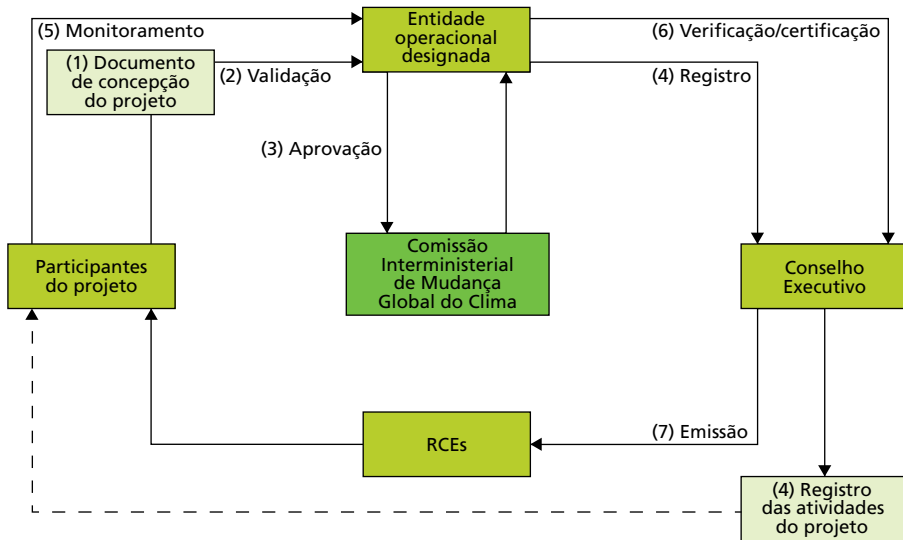 (5) Monitoramento
Entidade
operacional
designada
(6) Verificação/certificação
(1) Documento
de concepção
do projeto
(2) Validação
(4) Registro
(3) Aprovação
Participantes
do projeto
Comissão
Interministerial
de Mudança
Global do Clima
Conselho
Executivo
RCEs
(7) Emissão
(4) Registro
das atividades
do projeto